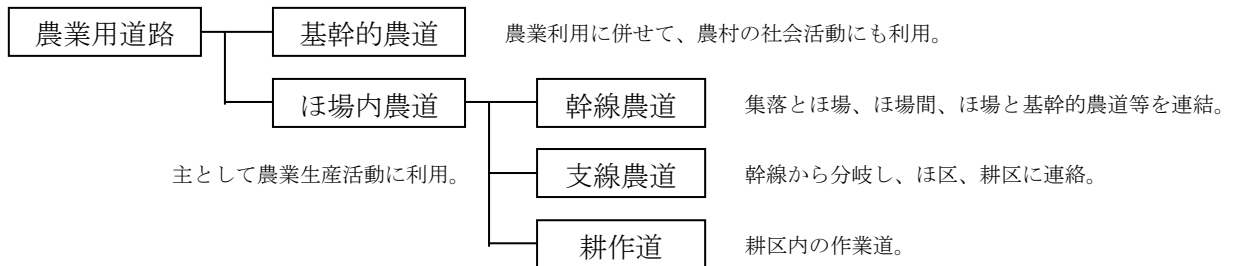 農業用道路
基幹的農道
農業利用に併せて、農村の社会活動にも利用。
ほ場内農道
幹線農道
集落とほ場、ほ場間、ほ場と基幹的農道等を連結。
主として農業生産活動に利用。
支線農道
幹線から分岐し、ほ区、耕区に連絡。
耕作道
耕区内の作業道。